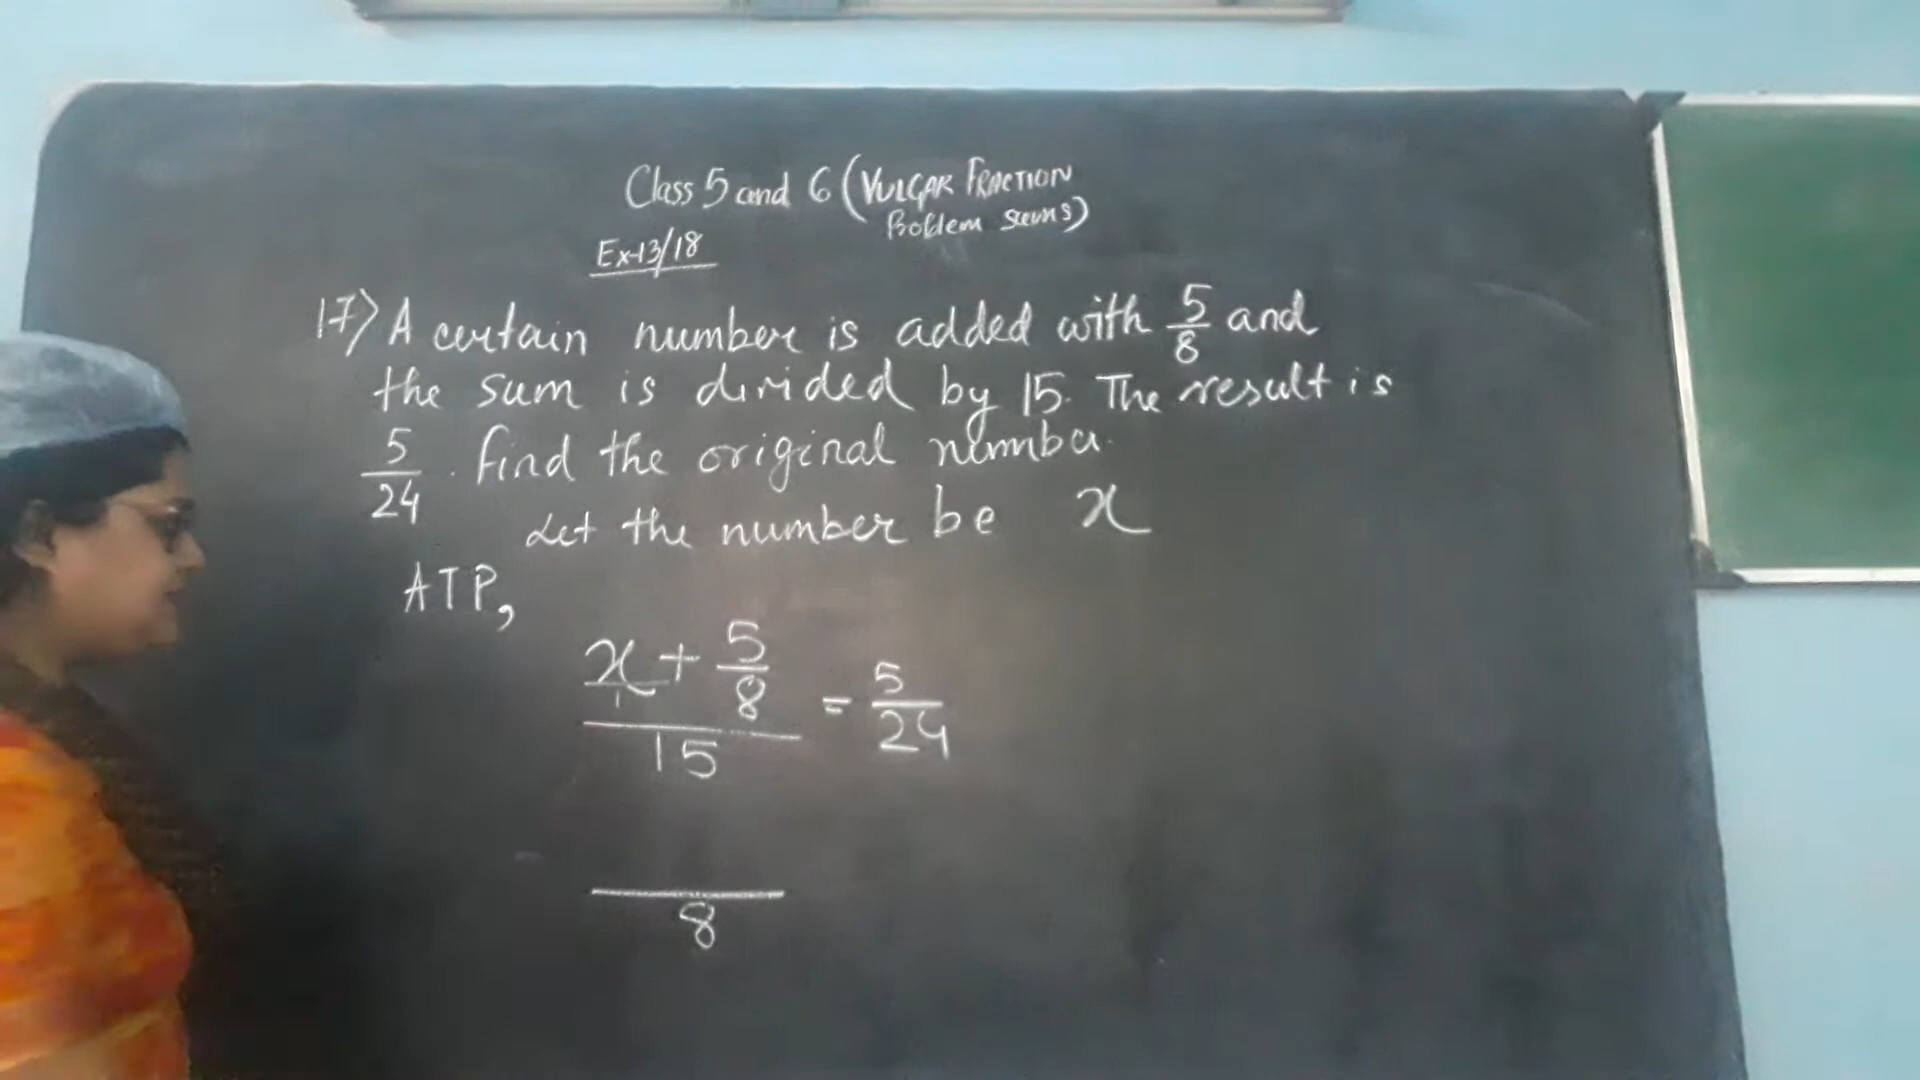 Class 5 and 6 (VULGAR FRACTION
Problem sums)
Ex-13/18
17) A certain number is added with 5/8 and
the sum is divided by 15. The result is
5/24. Find the original number.
Let the number be x
ATP,
x/1 + 5/8
/15 = 5/24
/8